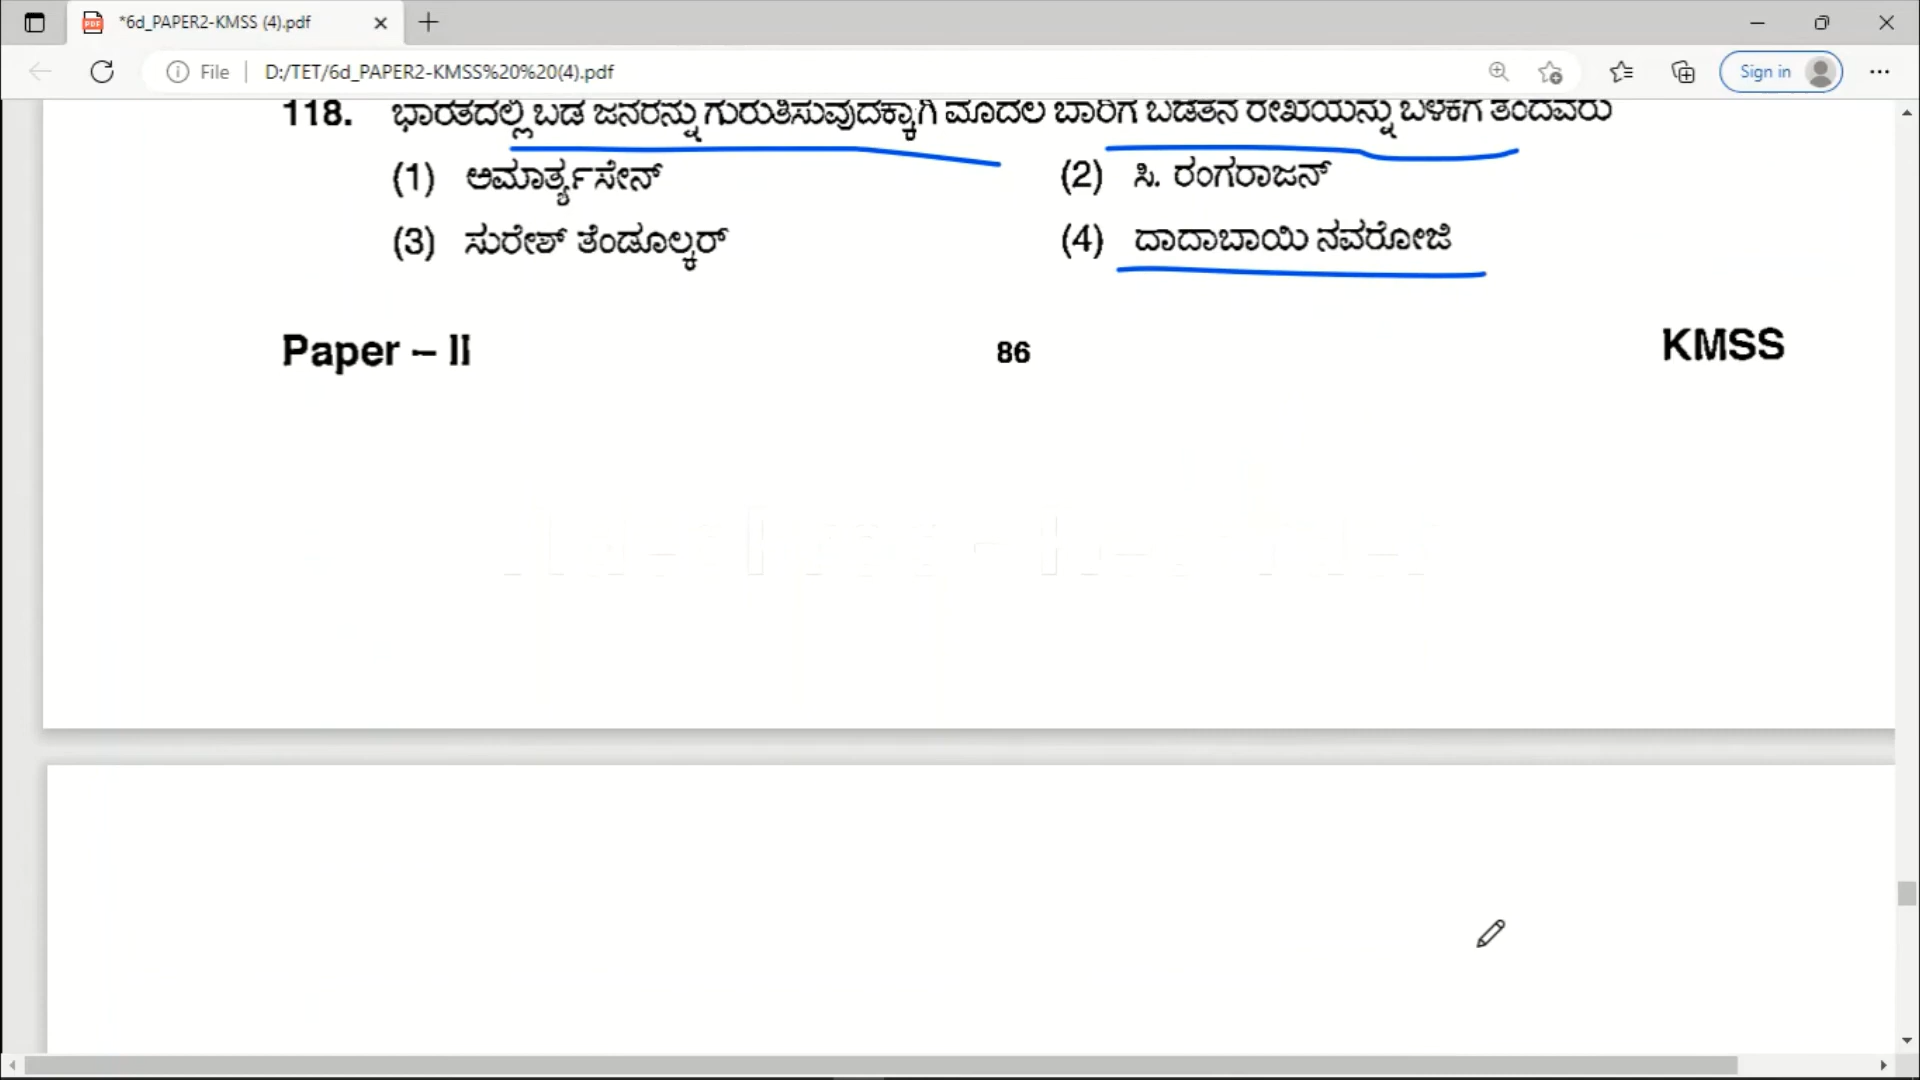 *6d_PAPER2-KMSS (4).pdf
File D:/TET/6d_PAPER2-KMSS%20%20(4).pdf Sign in
118. ಭಾರತದಲ್ಲಿ ಬಡ ಜನರನ್ನು ಗುರುತಿಸುವುದಕ್ಕಾಗಿ ಮೊದಲ ಬಾರಿಗೆ ಬಡತನ ರೇಖೆಯನ್ನು ಬಳಕೆಗೆ ತಂದವರು
(1) ಅಮಾರ್ತ್ಯಸೇನ್ (2) ಸಿ. ರಂಗರಾಜನ್
(3) ಸುರೇಶ್ ತೆಂಡೂಲ್ಕರ್ (4) ದಾದಾಬಾಯಿ ನವರೋಜಿ
Paper – II 86 KMSS